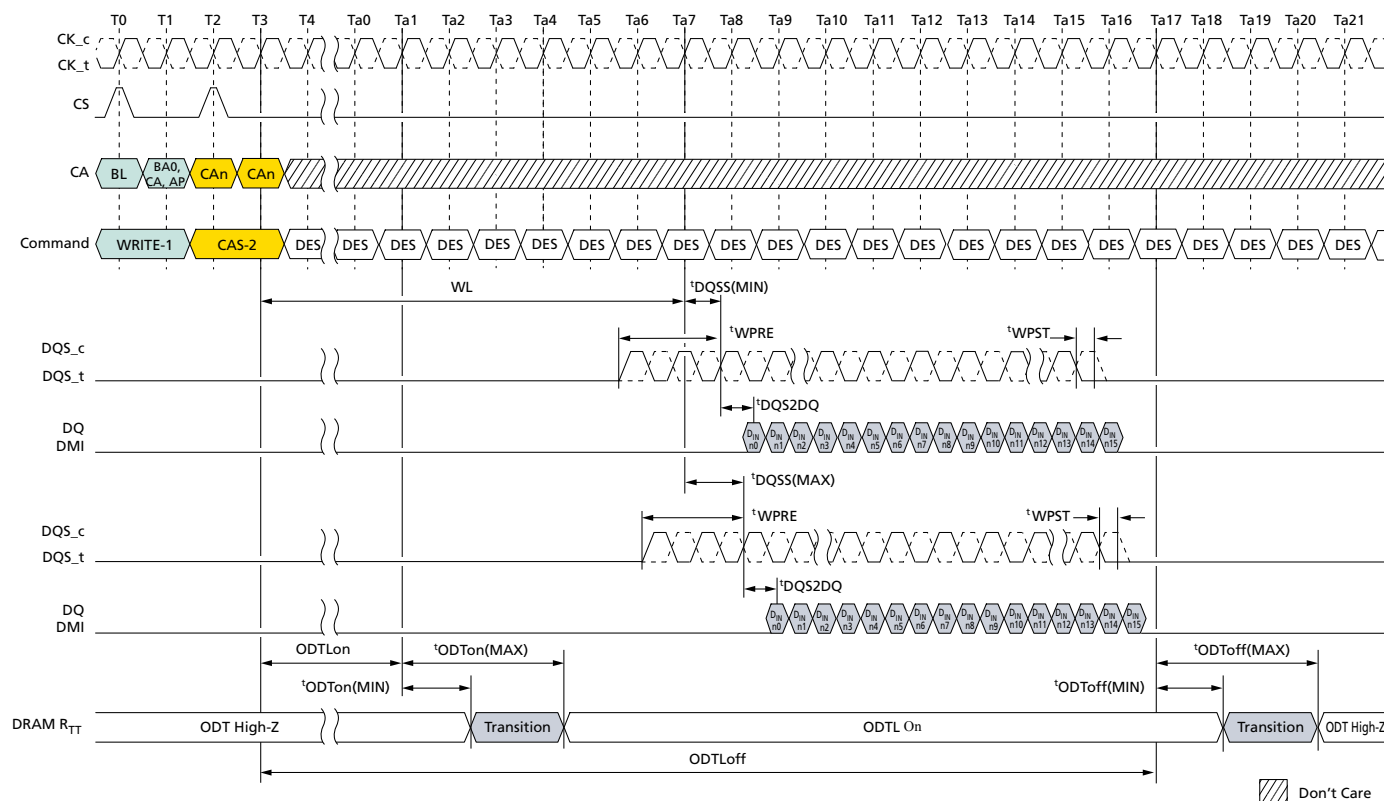 T0 T1 T2 T3 T4 Ta0 Ta1 Ta2 Ta3 Ta4 Ta5 Ta6 Ta7 Ta8 Ta9 Ta10 Ta11 Ta12 Ta13 Ta14 Ta15 Ta16 Ta17 Ta18 Ta19 Ta20 Ta21
CK_c
CK_t
CS
CA BL BA0, CA, AP CAn CAn
Command WRITE-1 CAS-2 DES DES DES DES DES DES DES DES DES DES DES DES DES DES DES DES DES DES DES DES DES DES DES
WL tDQSS(MIN)
tWPRE tWPST
DQS_c
DQS_t
tDQS2DQ
DQ
DMI
DIN n0 DIN n1 DIN n2 DIN n3 DIN n4 DIN n5 DIN n6 DIN n7 DIN n8 DIN n9 DIN n10 DIN n11 DIN n12 DIN n13 DIN n14 DIN n15
tDQSS(MAX)
tWPRE tWPST
DQS_c
DQS_t
tDQS2DQ
DQ
DMI
DIN n0 DIN n1 DIN n2 DIN n3 DIN n4 DIN n5 DIN n6 DIN n7 DIN n8 DIN n9 DIN n10 DIN n11 DIN n12 DIN n13 DIN n14 DIN n15
ODTLon tODTon(MAX) tODToff(MAX)
tODTon(MIN) tODToff(MIN)
DRAM RTT ODT High-Z Transition ODTL On Transition ODT High-Z
ODTLoff
Don't Care